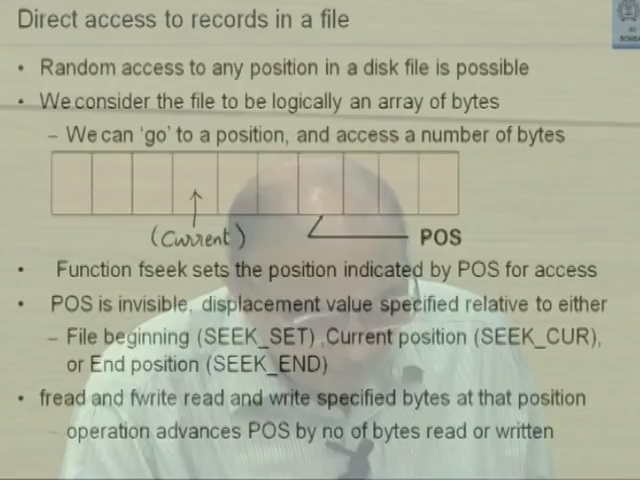 Direct access to records in a file
• Random access to any position in a disk file is possible
• We consider the file to be logically an array of bytes
– We can 'go' to a position, and access a number of bytes
(Current)
POS
• Function fseek sets the position indicated by POS for access
• POS is invisible, displacement value specified relative to either
– File beginning (SEEK_SET) ,Current position (SEEK_CUR),
or End position (SEEK_END)
• fread and fwrite read and write specified bytes at that position
– operation advances POS by no of bytes read or written